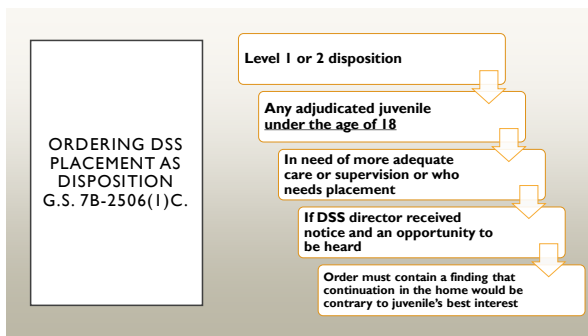 ORDERING DSS
PLACEMENT AS
DISPOSITION
G.S. 7B-2506(1)C.
Level 1 or 2 disposition
Any adjudicated juvenile
under the age of 18
In need of more adequate
care or supervision or who
needs placement
If DSS director received
notice and an opportunity to
be heard
Order must contain a finding that
continuation in the home would be
contrary to juvenile's best interest